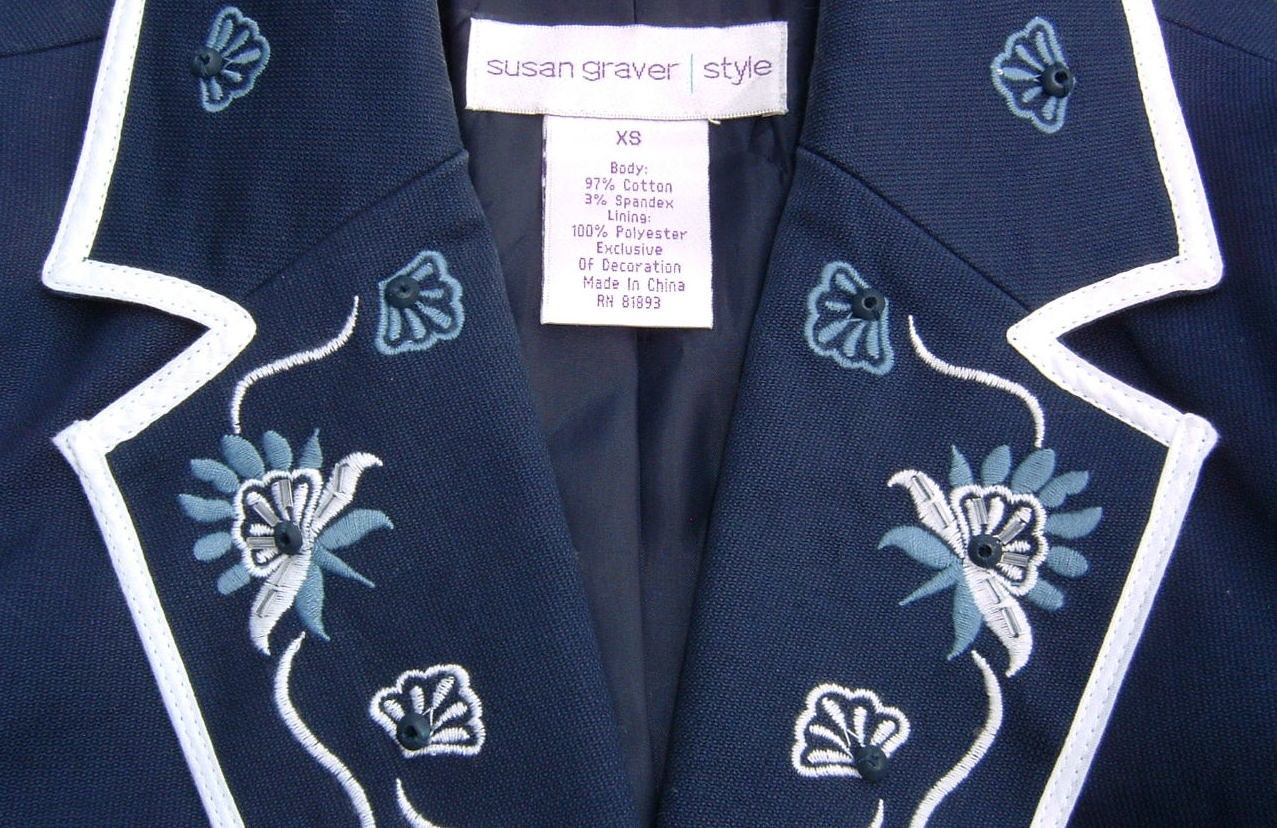 susan graver | style
XS
Body:
97% Cotton
3% Spandex
Lining:
100% Polyester
Exclusive
Of Decoration
Made In China
RN 81893